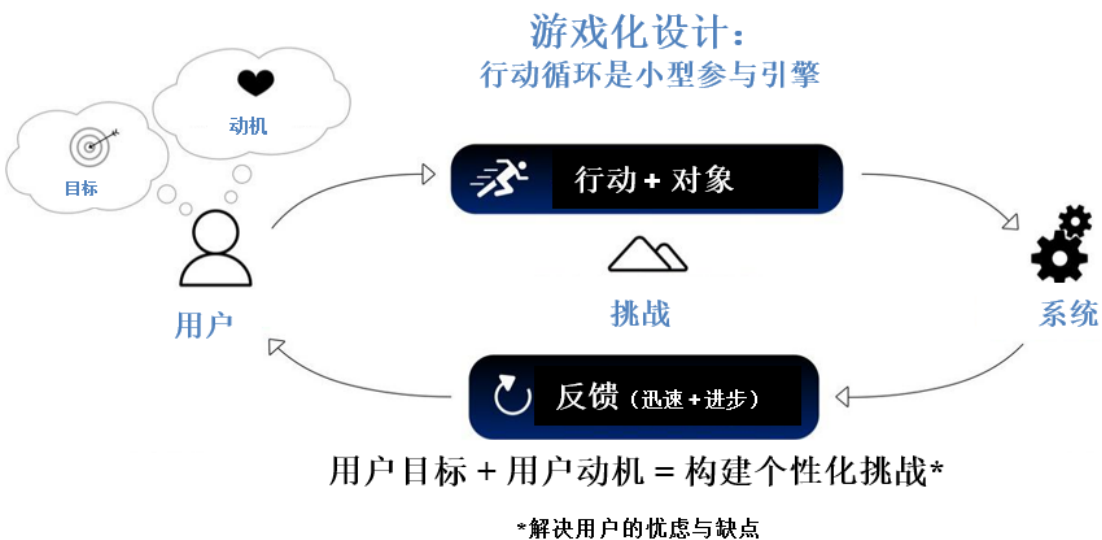 游戏化设计：
行动循环是小型参与引擎
动机
目标
行动 + 对象
用户
挑战
系统
反馈（迅速+进步）
用户目标 + 用户动机 = 构建个性化挑战*
*解决用户的忧虑与缺点